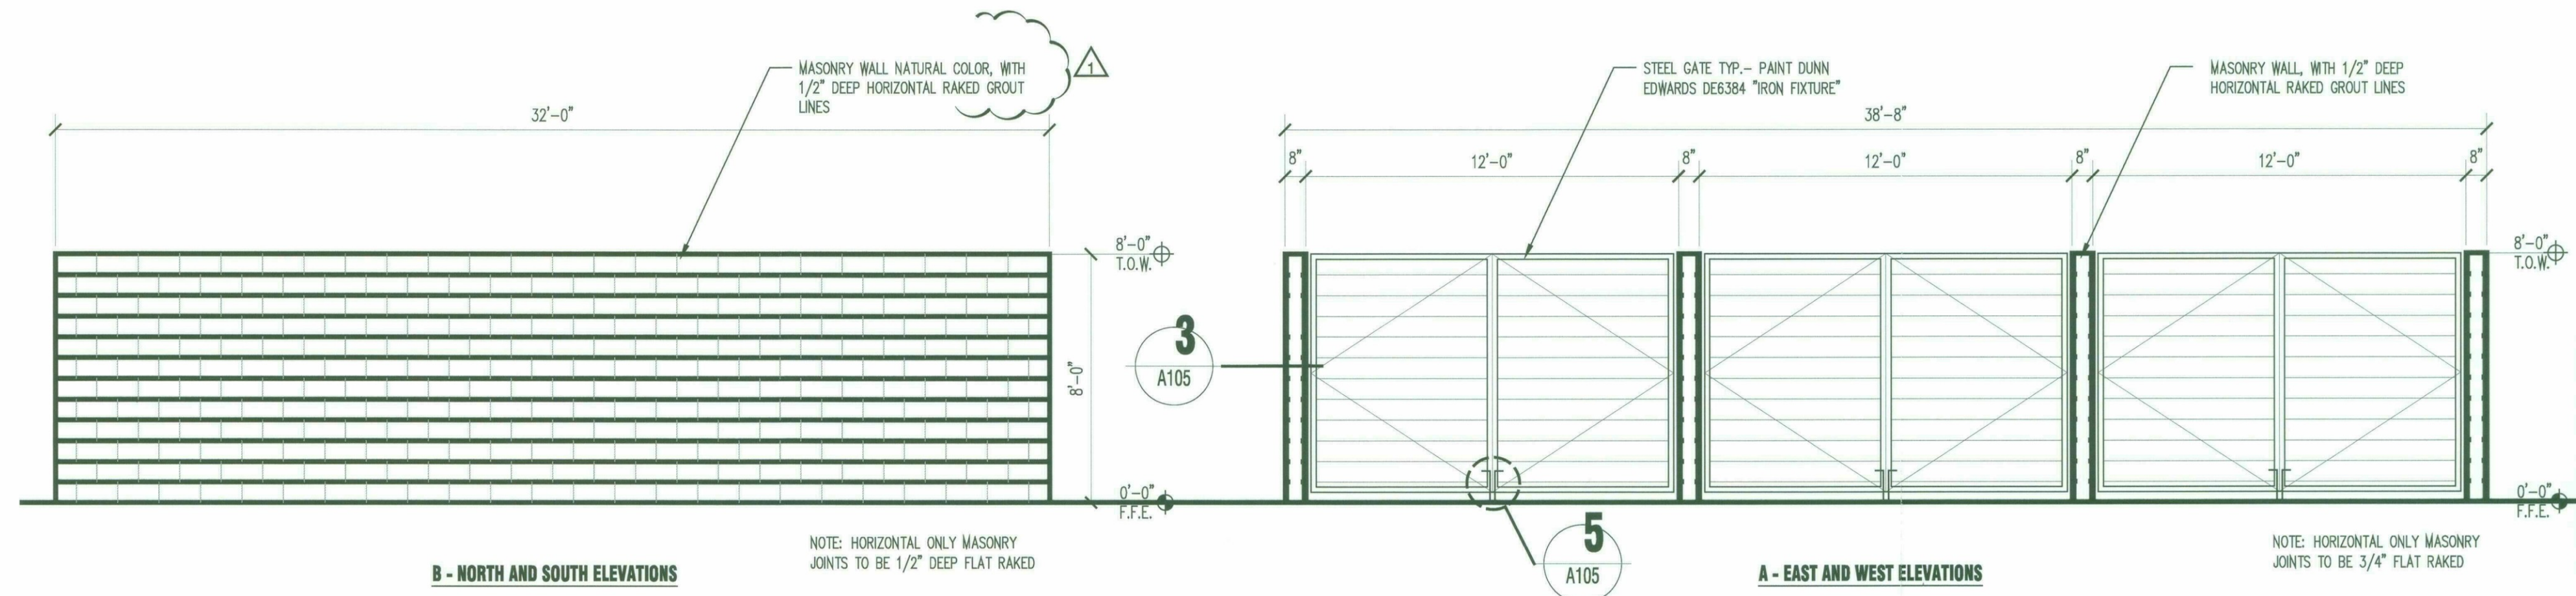 MASONRY WALL NATURAL COLOR, WITH
1/2" DEEP HORIZONTAL RAKED GROUT
LINES
1
32'-0"
8'-0"
T.O.W.
8'-0"
0'-0"
F.F.E.
NOTE: HORIZONTAL ONLY MASONRY
JOINTS TO BE 1/2" DEEP FLAT RAKED
B - NORTH AND SOUTH ELEVATIONS
STEEL GATE TYP.- PAINT DUNN
EDWARDS DE6384 "IRON FIXTURE"
MASONRY WALL, WITH 1/2" DEEP
HORIZONTAL RAKED GROUT LINES
38'-8"
8" 12'-0" 8" 12'-0" 8" 12'-0" 8"
8'-0"
T.O.W.
3
A105
0'-0"
F.F.E.
5
A105
NOTE: HORIZONTAL ONLY MASONRY
JOINTS TO BE 3/4" FLAT RAKED
A - EAST AND WEST ELEVATIONS